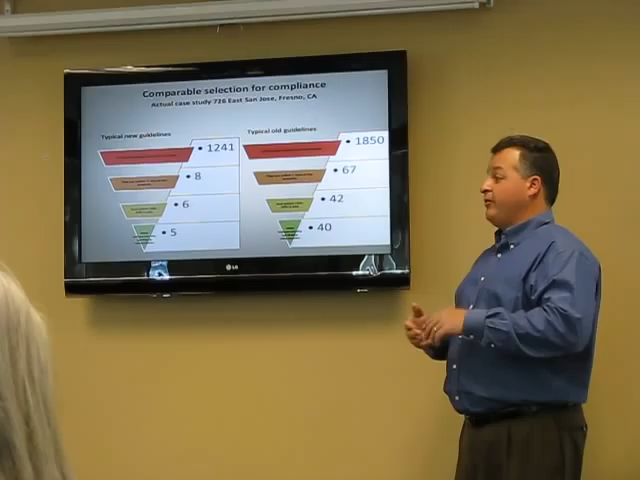 Comparable selection for compliance
Actual case study 726 East San Jose, Fresno, CA
Typical new guidelines
• 1241
• 8
• 6
• 5
Typical old guidelines
• 1850
• 67
• 42
• 40
LG